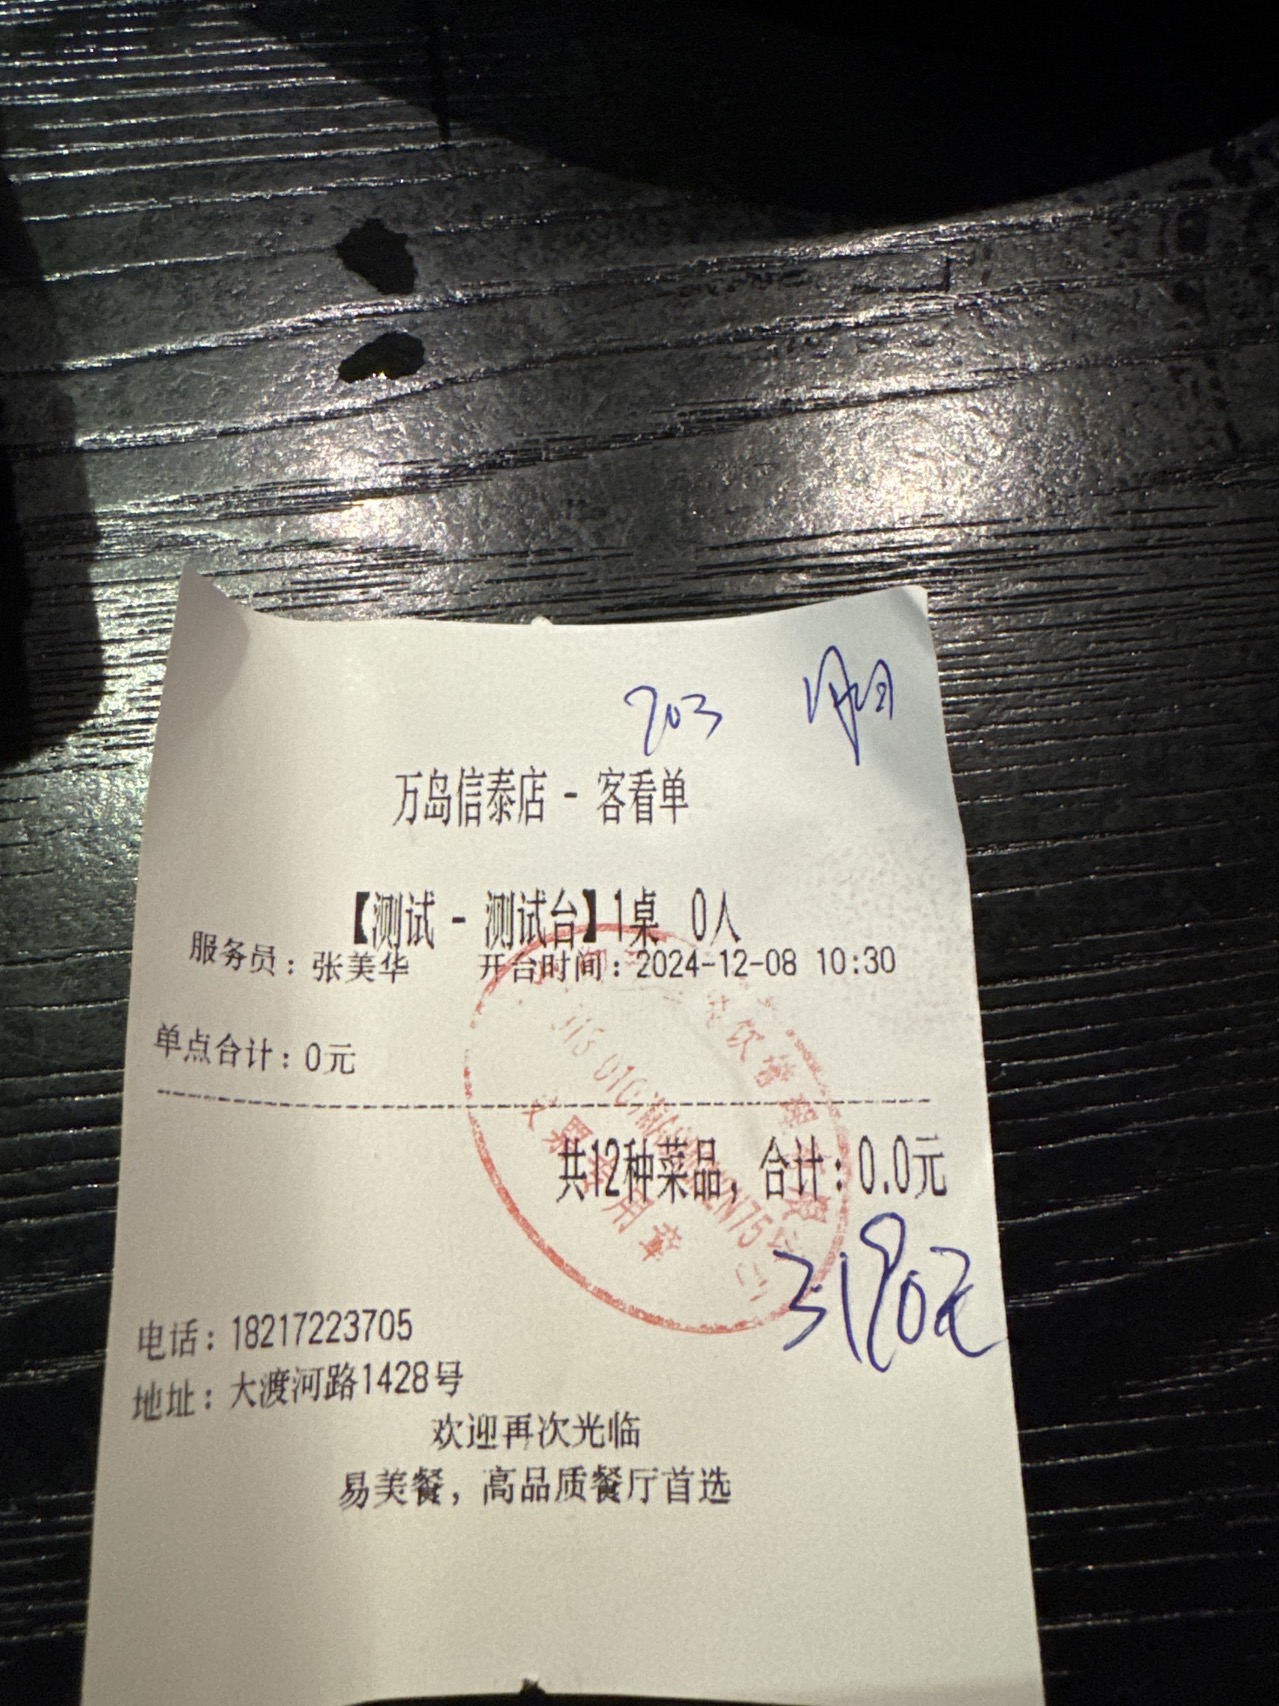 703
万岛信泰店 - 客看单
【测试 - 测试台】1桌 0人
服务员：张美华 开台时间：2024-12-08 10:30
单点合计：0元
共12种菜品，合计：0.0元
3190元
电话：18217223705
地址：大渡河路1428号
欢迎再次光临
易美餐，高品质餐厅首选